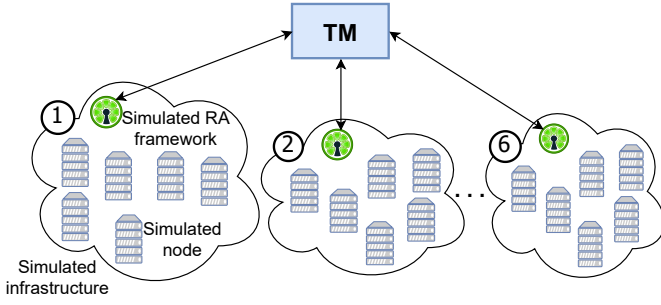 TM
1
Simulated RA
framework
2
6
. . .
Simulated
node
Simulated
infrastructure